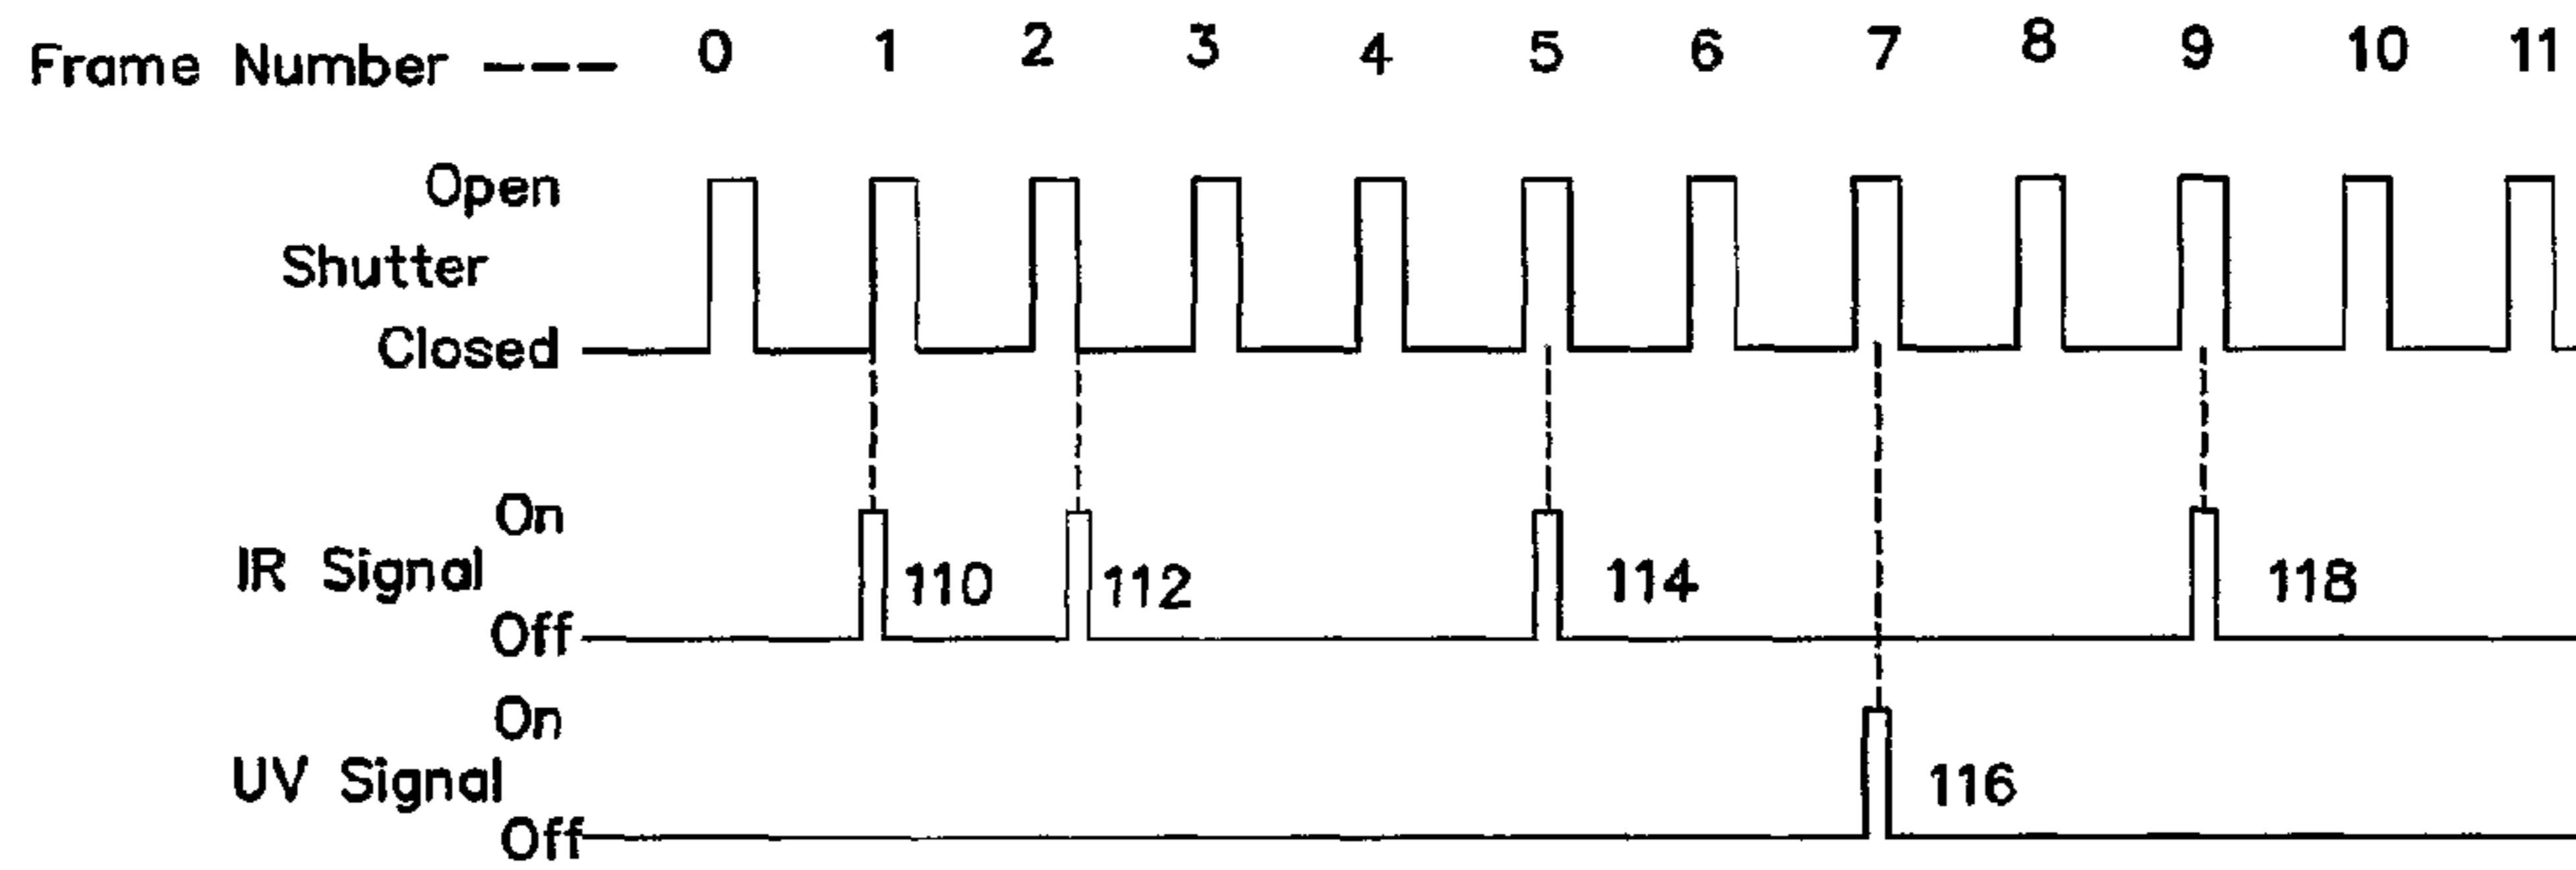 Frame Number --- 0 1 2 3 4 5 6 7 8 9 10 11
Open
Shutter
Closed
On
IR Signal 110 112 114 118
Off
On
UV Signal 116
Off